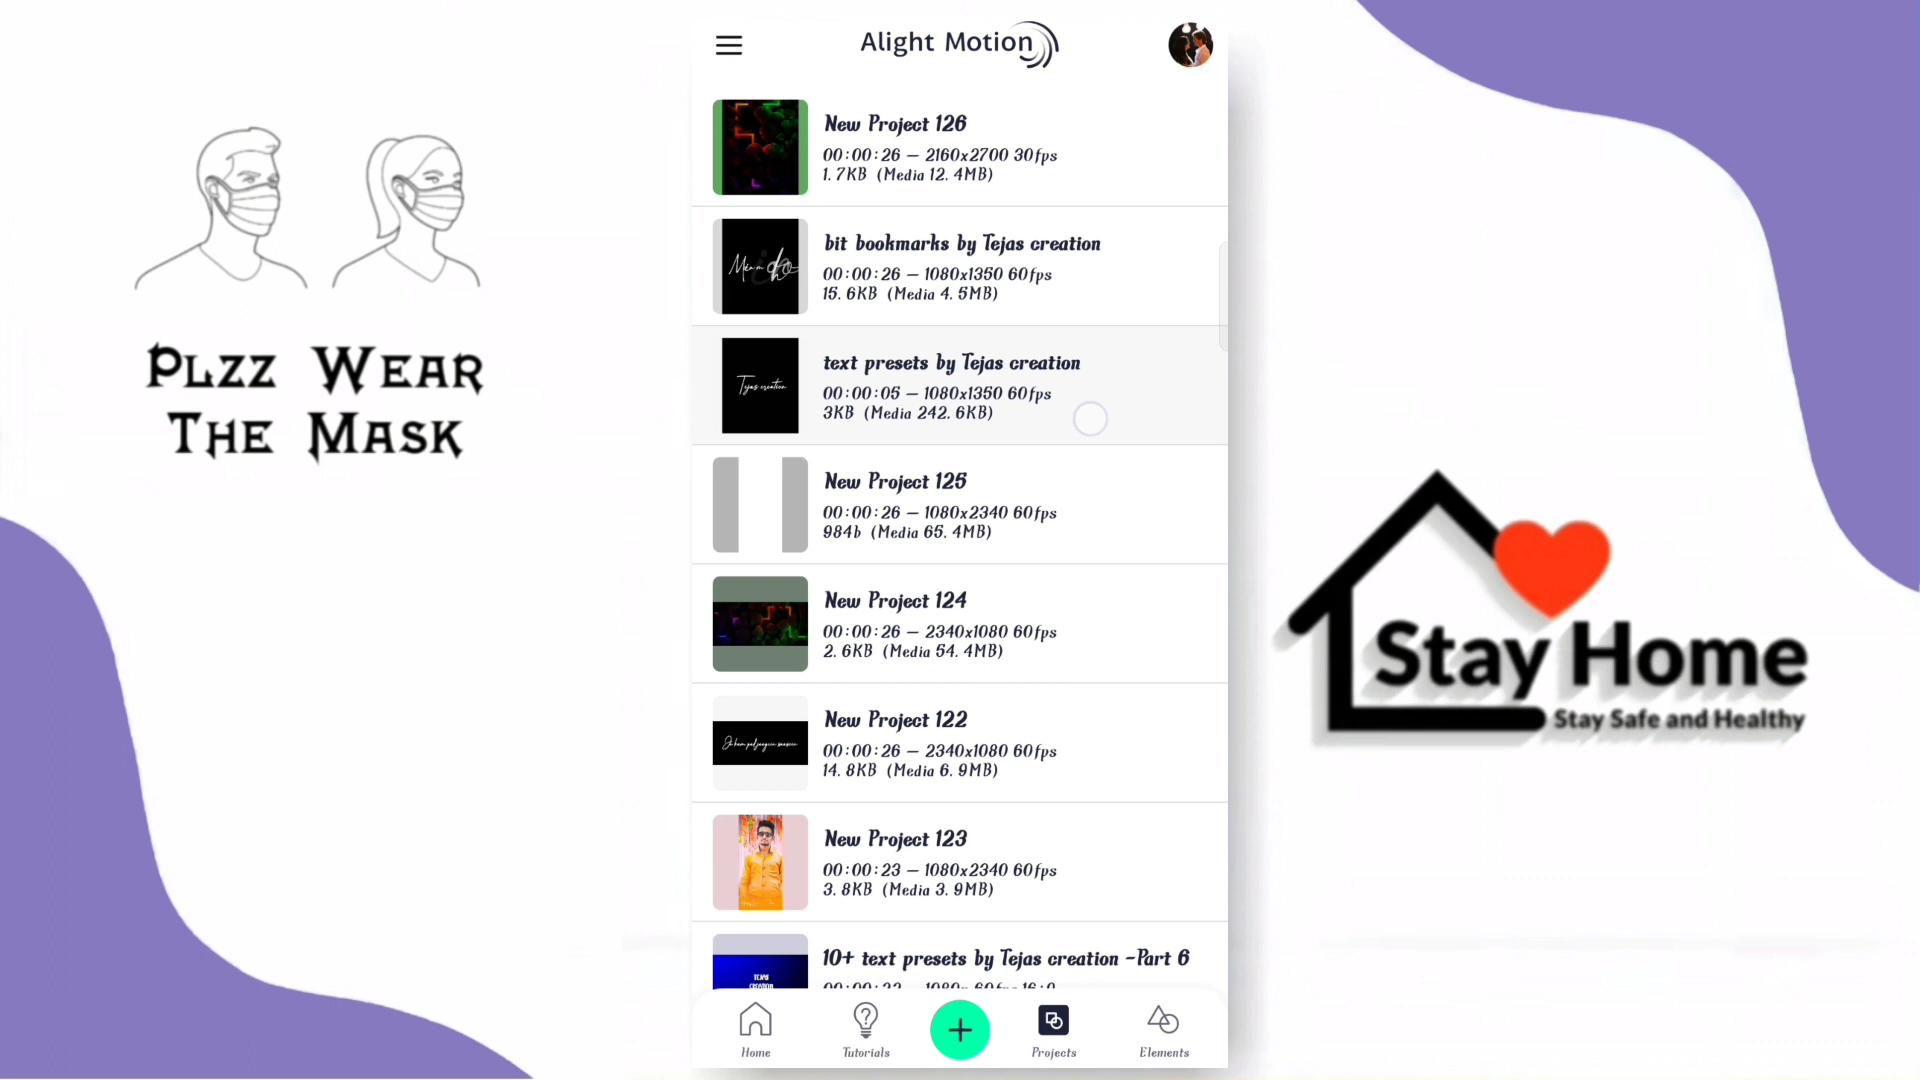 PLZZ WEAR
THE MASK
Alight Motion
New Project 126
00:00:26 — 2160x2700 30fps
1.7KB (Media 12.4MB)
bit bookmarks by Tejas creation
00:00:26 — 1080x1350 60fps
15.6KB (Media 4.5MB)
Tejas creation
text presets by Tejas creation
00:00:05 — 1080x1350 60fps
3KB (Media 242.6KB)
New Project 125
00:00:26 — 1080x2340 60fps
984b (Media 65.4MB)
New Project 124
00:00:26 — 2340x1080 60fps
2.6KB (Media 54.4MB)
New Project 122
00:00:26 — 2340x1080 60fps
14.8KB (Media 6.9MB)
New Project 123
00:00:23 — 1080x2340 60fps
3.8KB (Media 3.9MB)
TEJAS
CREATION
10+ text presets by Tejas creation -Part 6
Home
Tutorials
Projects
Elements
Stay Home
Stay Safe and Healthy